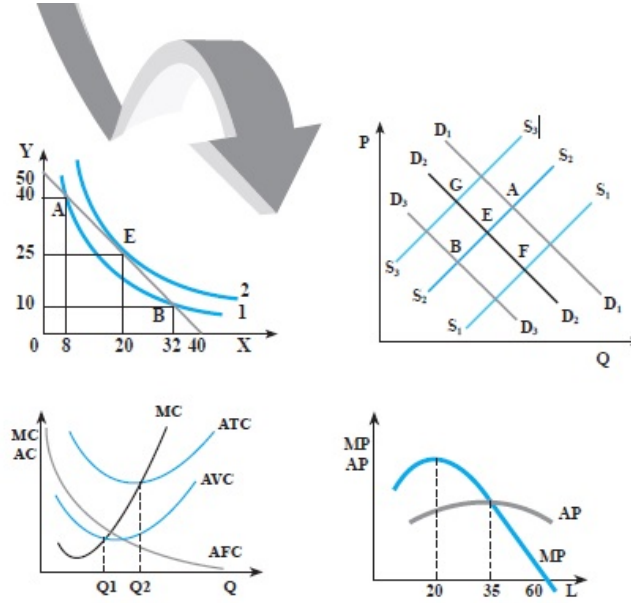 Y
50
40
A
E
25
10
B
2
1
0 8 20 32 40 X
P
D₁
S₃
D₂
S₂
G
A
D₃
E
S₁
B
F
S₃
S₂
D₁
S₁
D₃
D₂
Q
MC
AC
MC
ATC
AVC
AFC
Q1 Q2 Q
MP
AP
AP
MP
20 35 60 L